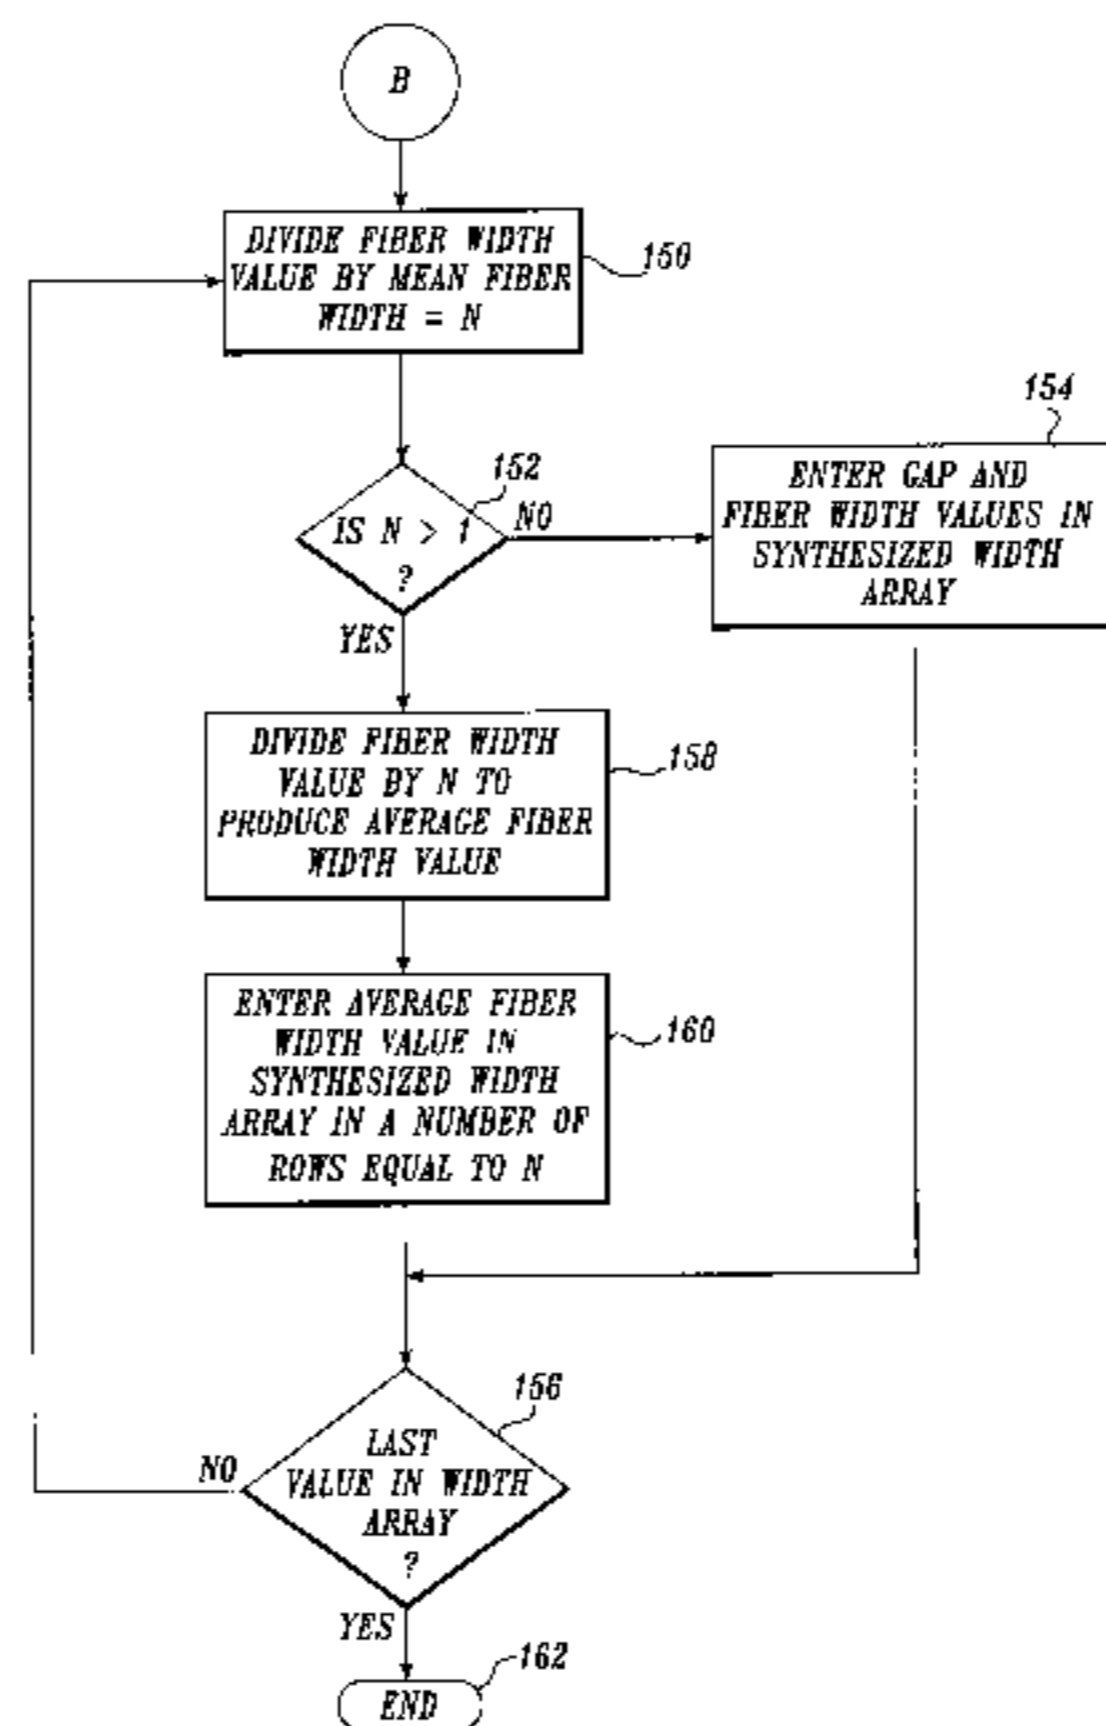 B
DIVIDE FIBER WIDTH
VALUE BY MEAN FIBER
WIDTH = N
150
154
152
IS N > 1
?
NO
ENTER GAP AND
FIBER WIDTH VALUES IN
SYNTHESIZED WIDTH
ARRAY
YES
DIVIDE FIBER WIDTH
VALUE BY N TO
PRODUCE AVERAGE FIBER
WIDTH VALUE
158
ENTER AVERAGE FIBER
WIDTH VALUE IN
SYNTHESIZED WIDTH
ARRAY IN A NUMBER OF
ROWS EQUAL TO N
160
156
LAST
VALUE IN WIDTH
ARRAY
?
NO
YES
162
END